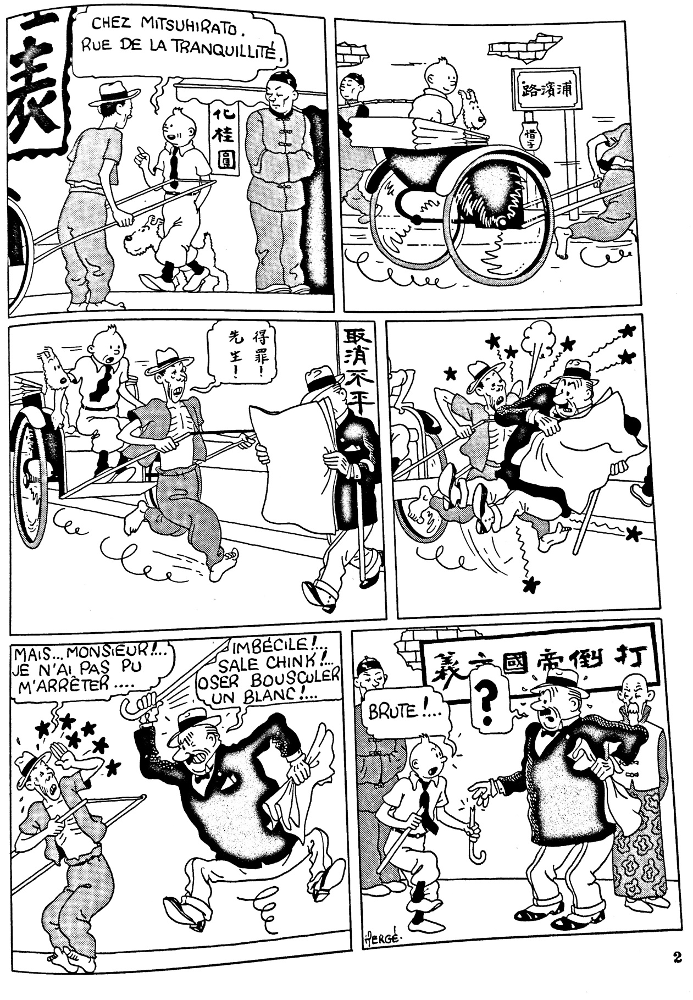 表
CHEZ MITSUHIRATO.
RUE DE LA TRANQUILLITÉ.
化桂圓
路濱浦
惜字
得罪!
先生!
取消不平
MAIS... MONSIEUR!...
JE N'AI PAS PU
M'ARRÊTER....
IMBÉCILE!...
SALE CHINK!...
OSER BOUSCULER
UN BLANC!...
打倒帝國主義
BRUTE!...
?
HERGÉ.
2